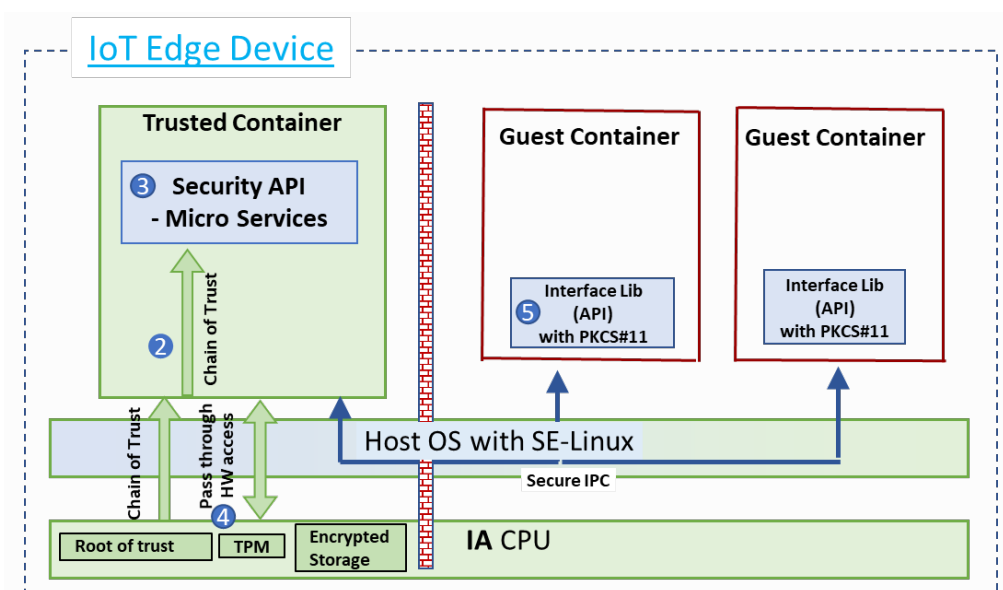 IoT Edge Device
Trusted Container
3
Security API
- Micro Services
2
Chain of Trust
Guest Container
5
Interface Lib
(API)
with PKCS#11
Guest Container
Interface Lib
(API)
with PKCS#11
Chain of Trust
Pass through
HW access
4
Host OS with SE-Linux
Secure IPC
Root of trust
TPM
Encrypted
Storage
IA CPU